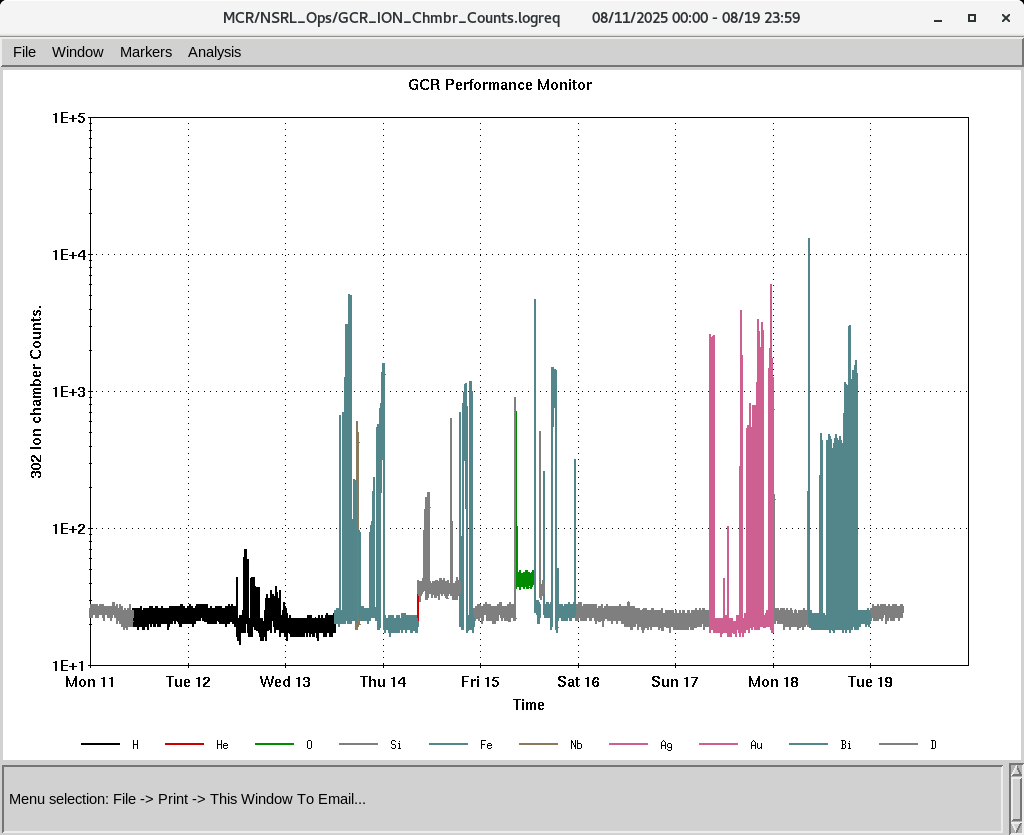 MCR/NSRL_Ops/GCR_ION_Chmbr_Counts.logreq 08/11/2025 00:00 - 08/19 23:59
File Window Markers Analysis
GCR Performance Monitor
1E+5
1E+4
1E+3
1E+2
1E+1
302 Ion chamber Counts.
Mon 11 Tue 12 Wed 13 Thu 14 Fri 15 Sat 16 Sun 17 Mon 18 Tue 19
Time
H He O Si Fe Nb Ag Au Bi D
Menu selection: File -> Print -> This Window To Email...